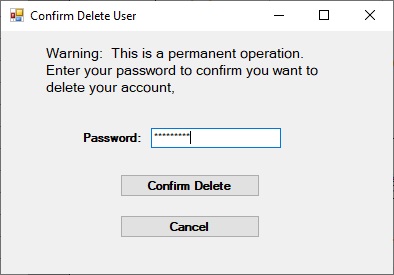 Confirm Delete User
Warning:  This is a permanent operation.
Enter your password to confirm you want to
delete your account,
Password: *********
Confirm Delete
Cancel